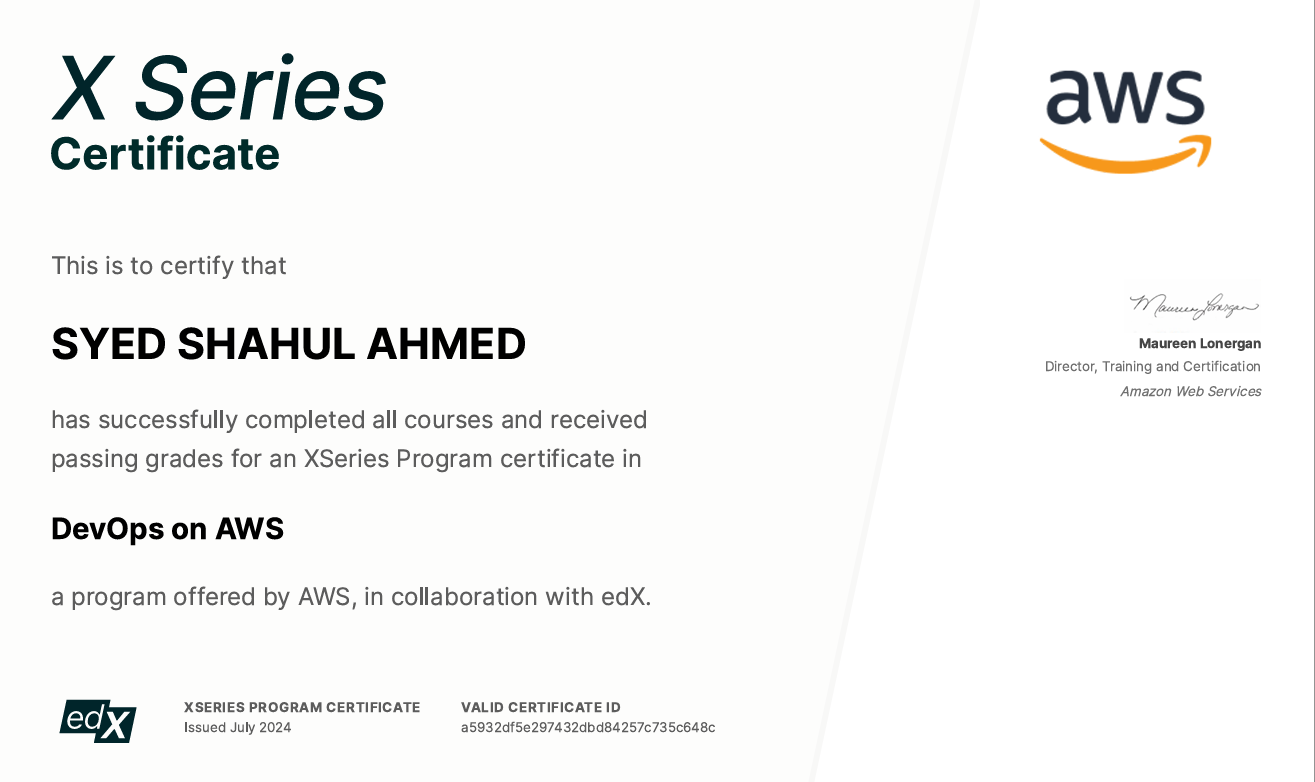 X Series
Certificate
aws
This is to certify that
SYED SHAHUL AHMED
has successfully completed all courses and received
passing grades for an XSeries Program certificate in
DevOps on AWS
a program offered by AWS, in collaboration with edX.
Maureen Lonergan
Maureen Lonergan
Director, Training and Certification
Amazon Web Services
edX
XSERIES PROGRAM CERTIFICATE
Issued July 2024
VALID CERTIFICATE ID
a5932df5e297432dbd84257c735c648c